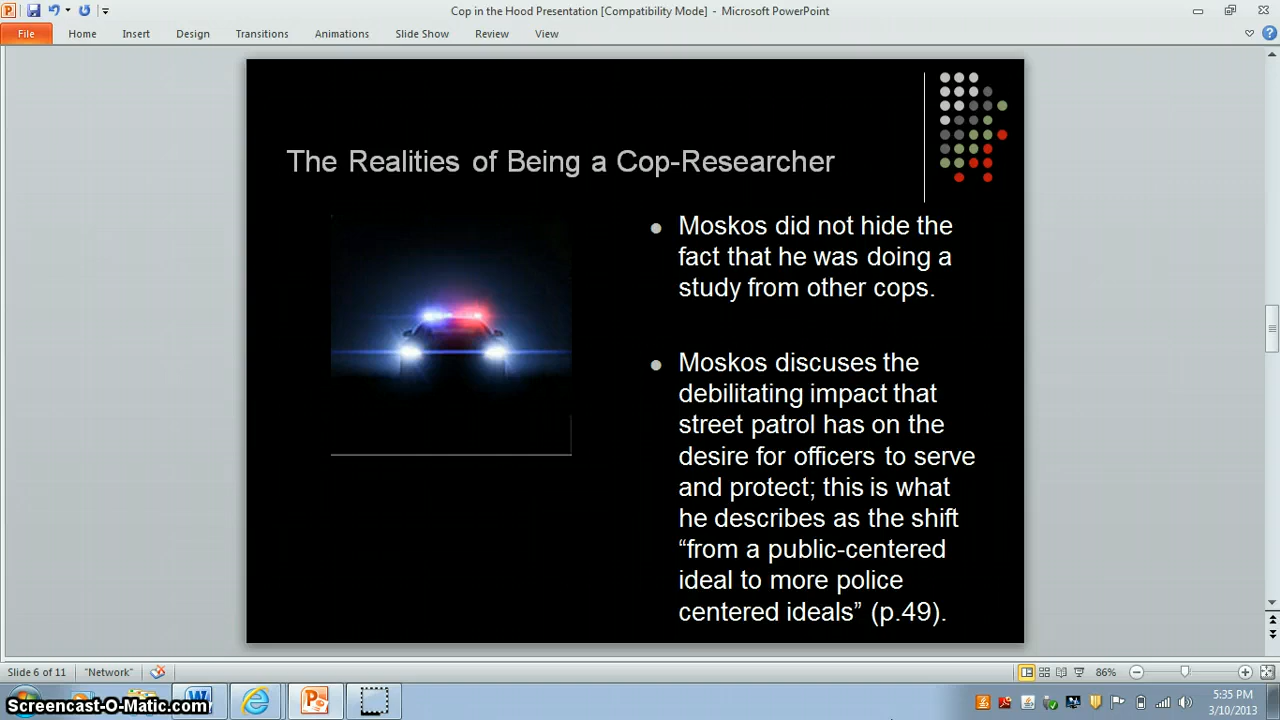 Cop in the Hood Presentation [Compatibility Mode] - Microsoft PowerPoint
File Home Insert Design Transitions Animations Slide Show Review View
The Realities of Being a Cop-Researcher
Moskos did not hide the
fact that he was doing a
study from other cops.
Moskos discuses the
debilitating impact that
street patrol has on the
desire for officers to serve
and protect; this is what
he describes as the shift
“from a public-centered
ideal to more police
centered ideals” (p.49).
Slide 6 of 11 "Network" 86%
5:35 PM
Screencast-O-Matic.com
3/10/2013